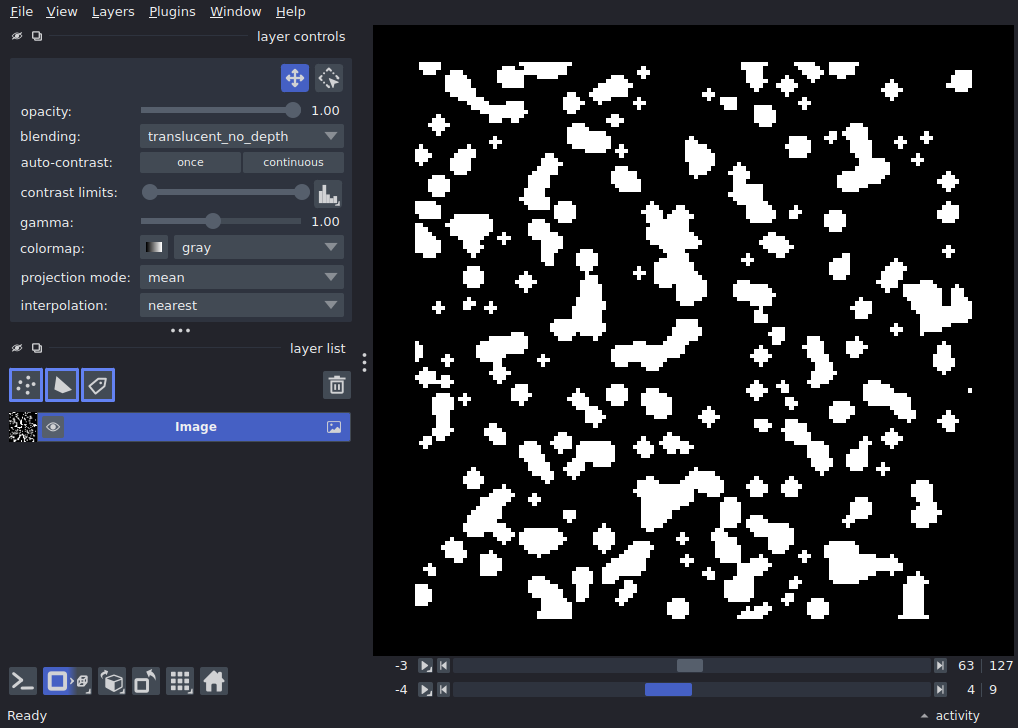 File View Layers Plugins Window Help
layer controls
opacity: 1.00
blending: translucent_no_depth
auto-contrast: once continuous
contrast limits:
gamma: 1.00
colormap: gray
projection mode: mean
interpolation: nearest
layer list
Image
-3 63 127
-4 4 9
Ready activity